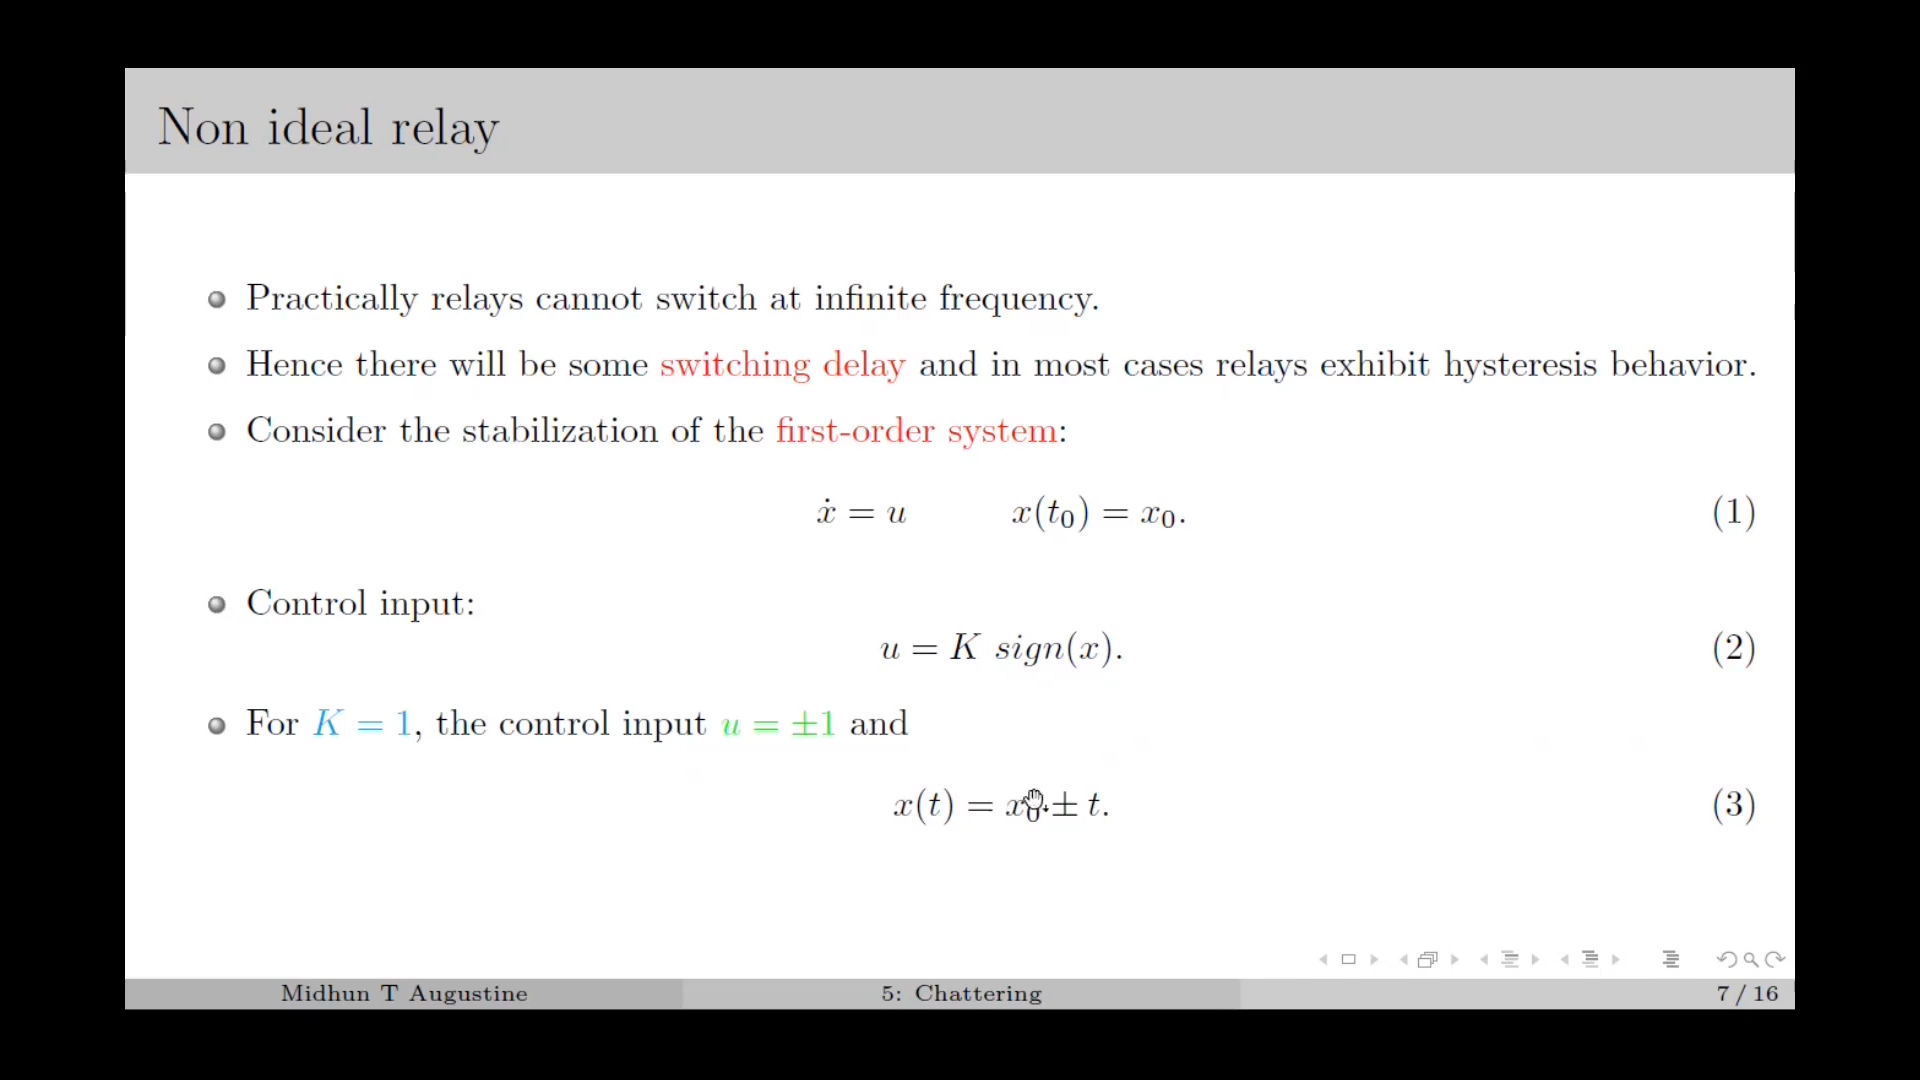 Non ideal relay
Practically relays cannot switch at infinite frequency.
Hence there will be some switching delay and in most cases relays exhibit hysteresis behavior.
Consider the stabilization of the first-order system:
ẋ = u x(t₀) = x₀. (1)
Control input:
u = K sign(x). (2)
For K = 1, the control input u = ±1 and
x(t) = x₀ ± t. (3)
Midhun T Augustine 5: Chattering 7 / 16